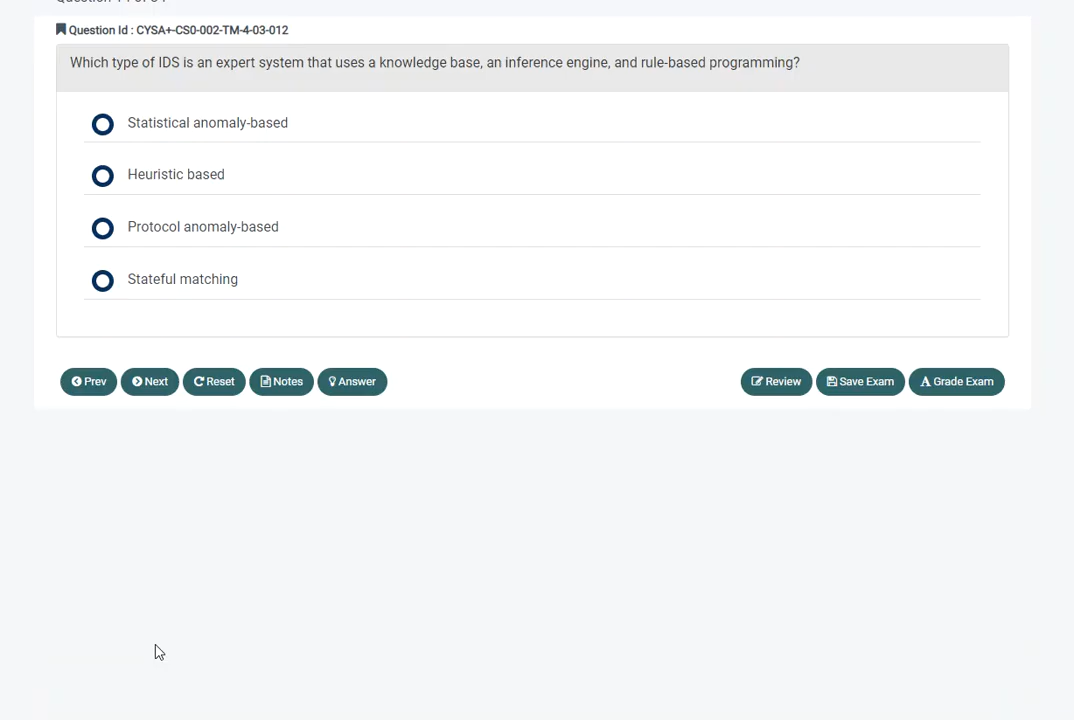 Question Id : CYSA+-CS0-002-TM-4-03-012
Which type of IDS is an expert system that uses a knowledge base, an inference engine, and rule-based programming?
Statistical anomaly-based
Heuristic based
Protocol anomaly-based
Stateful matching
Prev Next Reset Notes Answer Review Save Exam Grade Exam